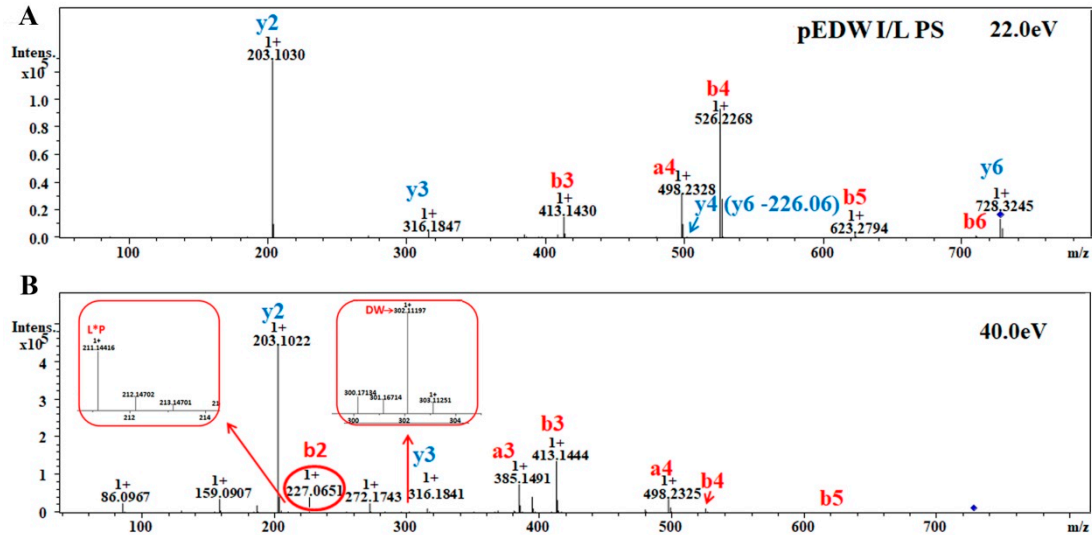 A
pEDW I/L PS 22.0eV
Intens.
x10⁵
1.0
0.8
0.6
0.4
0.2
0.0
y2
1+
203.1030
y3
1+
316.1847
b3
1+
413.1430
a4
1+
498.2328
b4
1+
526.2268
y4 (y6 -226.06)
b5
1+
623.2794
b6
y6
1+
728.3245
100 200 300 400 500 600 700 m/z
B
40.0eV
Intens.
x10⁵
4
3
2
1
0
L*P
1+
211.14416
212.14702
213.14701
21
212 214
DW→
1+
302.11197
300.17134
301.16714
1+
303.11251
300 302 304
1+
86.0967
1+
159.0907
y2
1+
203.1022
b2
1+
227.0651
1+
272.1743
y3
1+
316.1841
a3
1+
385.1491
b3
1+
413.1444
a4
1+
498.2325
b4
b5
100 200 300 400 500 600 700 m/z